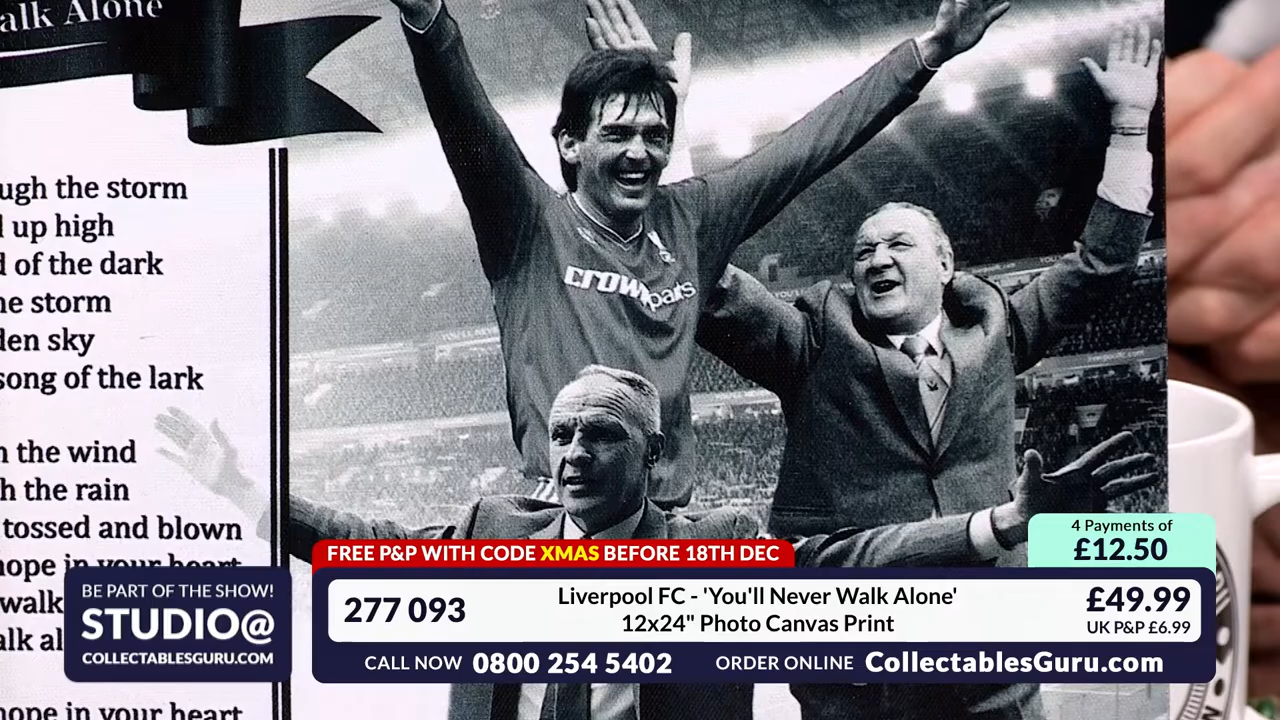 alk Alone
ugh the storm
up high
of the dark
storm
sky
song of the lark
the wind
the rain
tossed and blown
hope in your heart
walk
hope in your heart
crown
paints
FREE P&P WITH CODE XMAS BEFORE 18TH DEC
4 Payments of
£12.50
BE PART OF THE SHOW!
STUDIO@
COLLECTABLESGURU.COM
277 093
Liverpool FC - 'You'll Never Walk Alone'
12x24" Photo Canvas Print
£49.99
UK P&P £6.99
CALL NOW 0800 254 5402
ORDER ONLINE CollectablesGuru.com